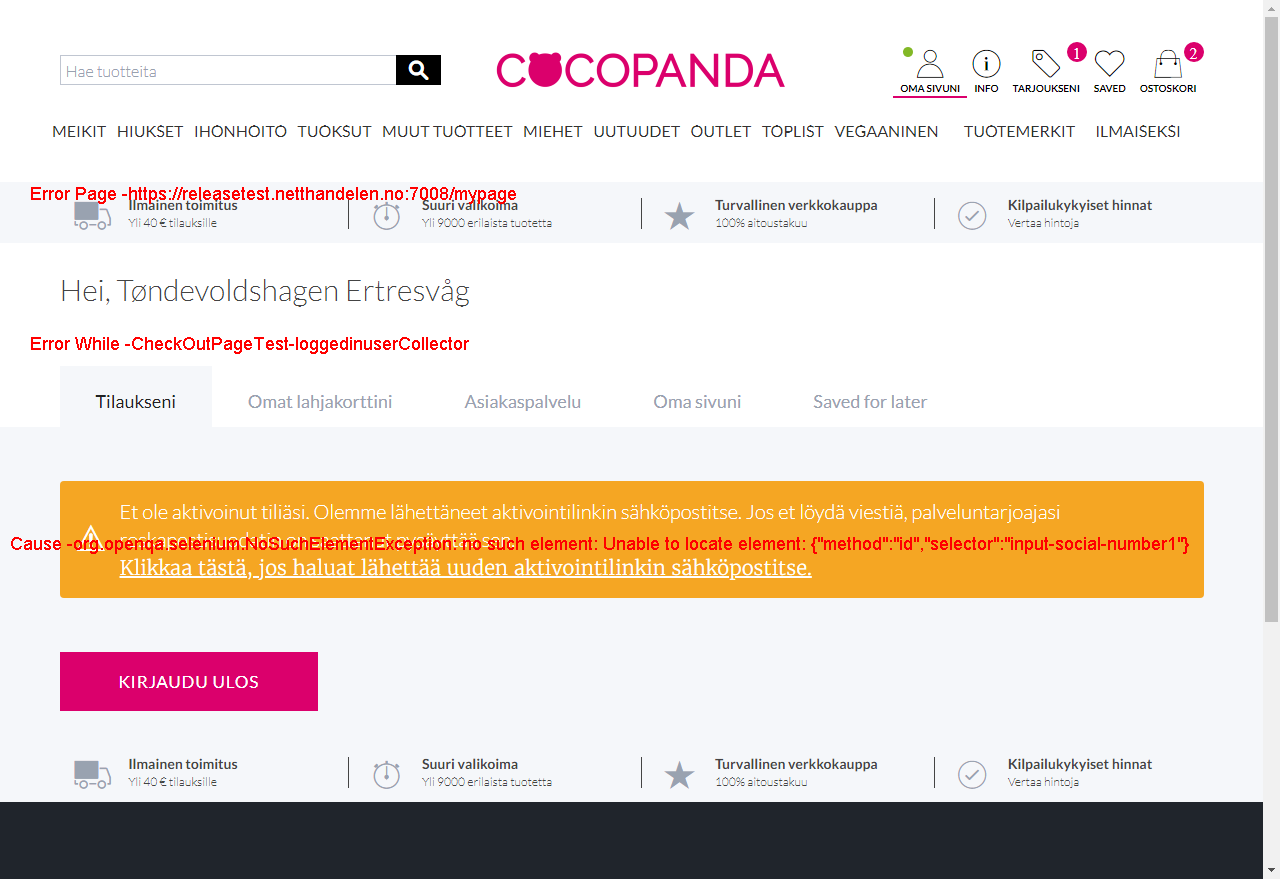 Hae tuotteita
COCOPANDA
1
2
OMA SIVUNI INFO TARJOUKSENI SAVED OSTOSKORI
MEIKIT HIUKSET IHONHOITO TUOKSUT MUUT TUOTTEET MIEHET UUTUUDET OUTLET TOPLIST VEGAANINEN TUOTEMERKIT ILMAISEKSI
Error Page -https://releasetest.netthandelen.no:7008/mypage
Ilmainen toimitus
Yli 40 € tilauksille
Suuri valikoima
Yli 9000 erilaista tuotetta
Turvallinen verkkokauppa
100% aitoustakuu
Kilpailukykyiset hinnat
Vertaa hintoja
Hei, Tøndevoldshagen Ertresvåg
Error While -CheckOutPageTest-loggedinuserCollector
Tilaukseni Omat lahjakorttini Asiakaspalvelu Oma sivuni Saved for later
Et ole aktivoinut tiliäsi. Olemme lähettäneet aktivointilinkin sähköpostitse. Jos et löydä viestiä, palveluntarjoajasi
Cause -org.openqa.selenium.NoSuchElementException: no such element: Unable to locate element: {"method":"id","selector":"input-social-number1"}
Klikkaa tästä, jos haluat lähettää uuden aktivointilinkin sähköpostitse.
KIRJAUDU ULOS
Ilmainen toimitus
Yli 40 € tilauksille
Suuri valikoima
Yli 9000 erilaista tuotetta
Turvallinen verkkokauppa
100% aitoustakuu
Kilpailukykyiset hinnat
Vertaa hintoja